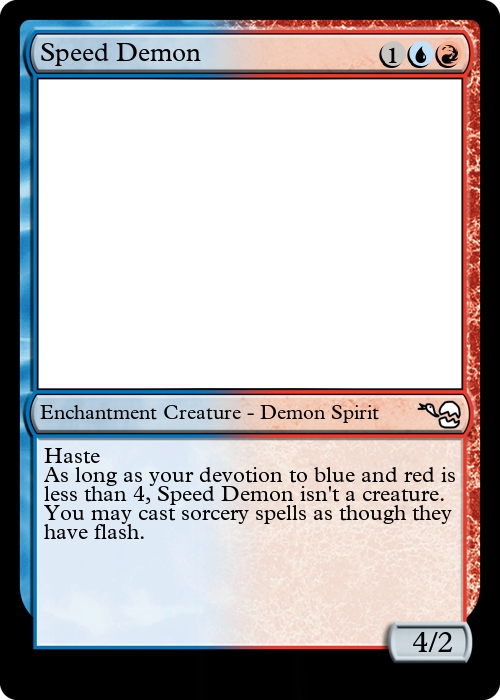 Speed Demon 1
Enchantment Creature - Demon Spirit
Haste
As long as your devotion to blue and red is
less than 4, Speed Demon isn't a creature.
You may cast sorcery spells as though they
have flash.
4/2